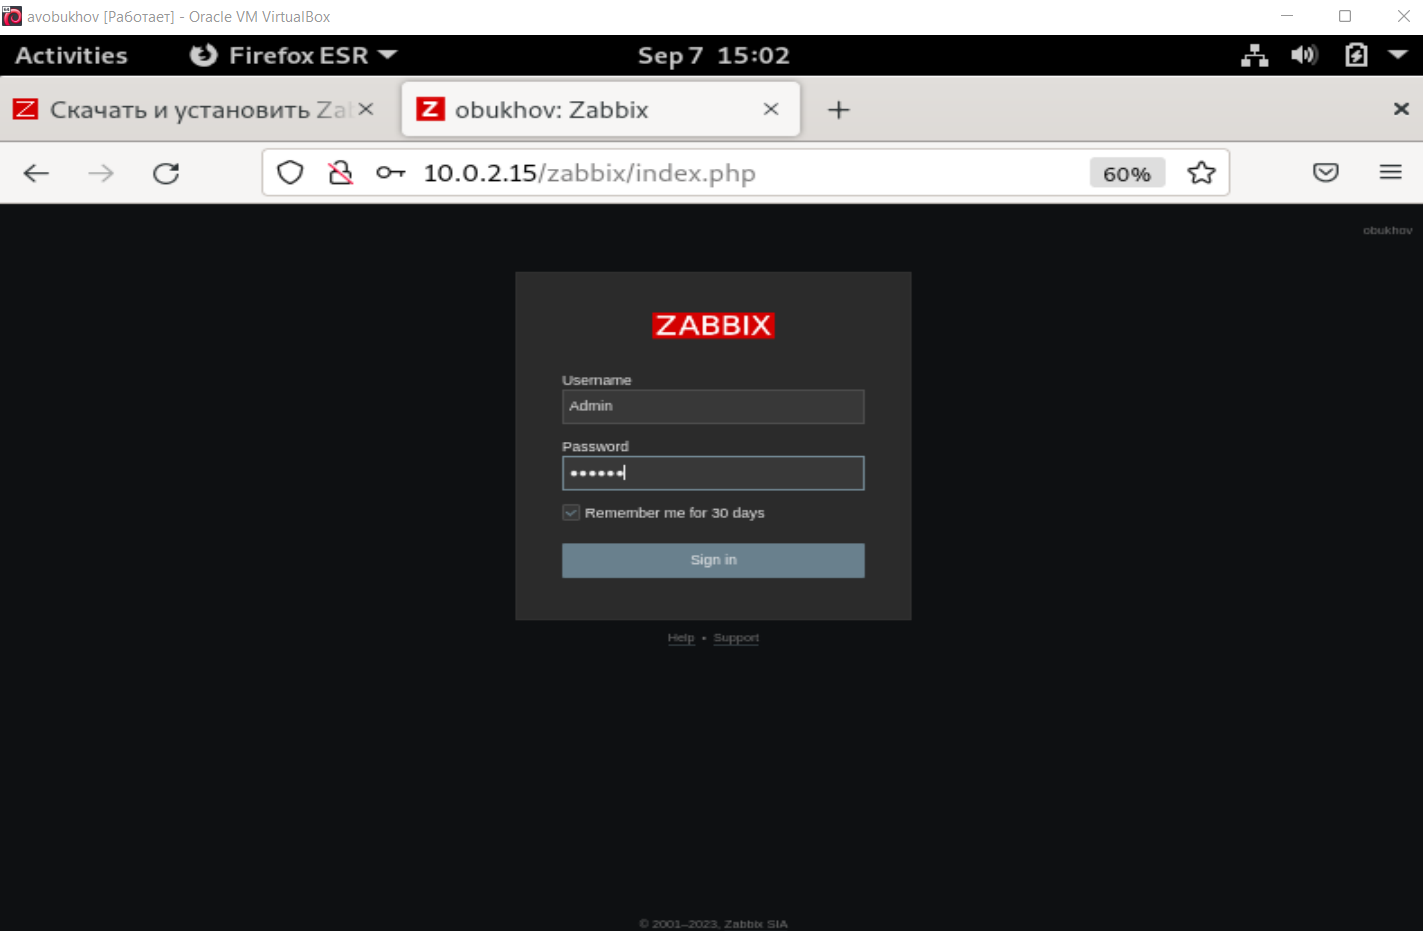 avobukhov [Работает] - Oracle VM VirtualBox
Activities Firefox ESR Sep 7 15:02
Скачать и установить Zab obukhov: Zabbix
10.0.2.15/zabbix/index.php 60%
obukhov
ZABBIX
Username
Admin
Password
••••••
Remember me for 30 days
Sign in
Help • Support
© 2001–2023, Zabbix SIA